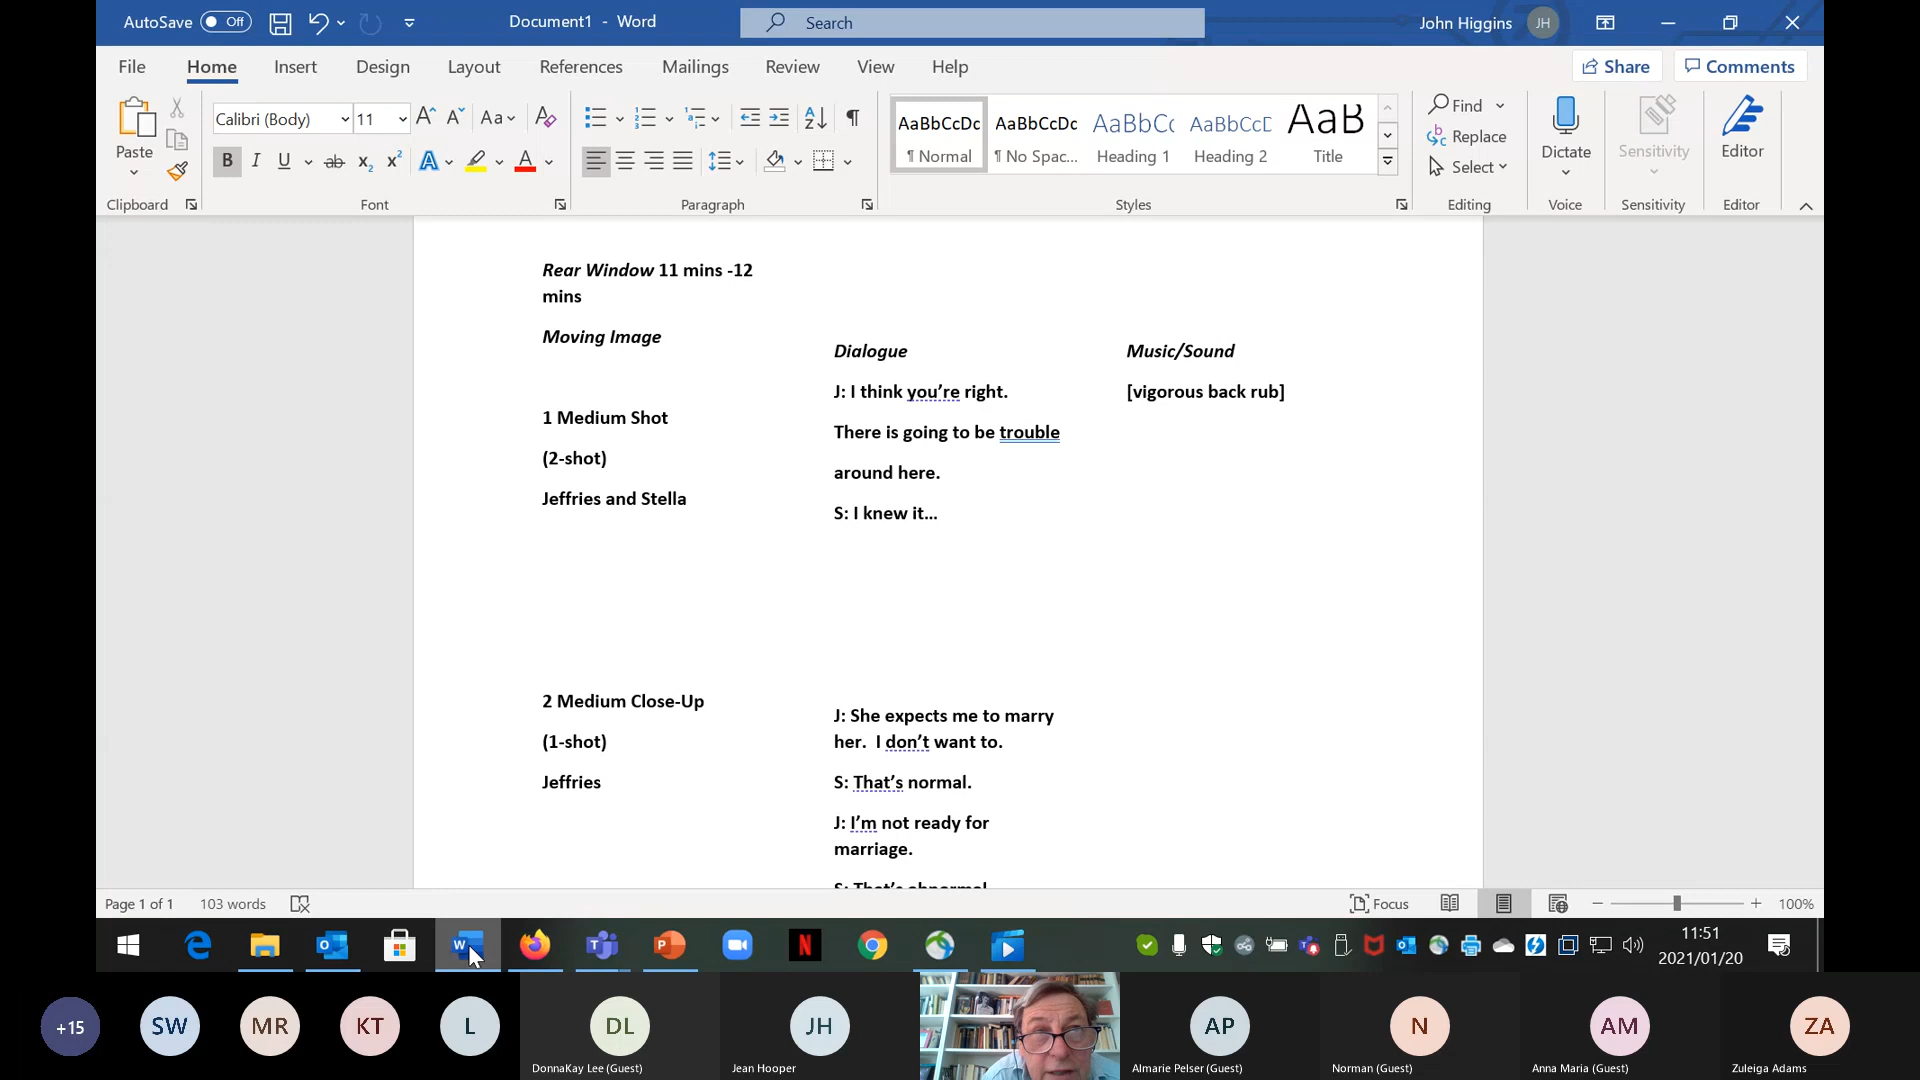 AutoSave Off Document1 - Word Search John Higgins JH
File Home Insert Design Layout References Mailings Review View Help Share Comments
Paste
Clipboard
Calibri (Body) 11 Aa
B I U ab x₂ x² A A
Font
Paragraph
AaBbCcDc AaBbCcDc AaBbCc AaBbCcD AaB
¶ Normal ¶ No Spac... Heading 1 Heading 2 Title
Styles
Find
Replace
Select
Editing
Dictate
Voice
Sensitivity
Sensitivity
Editor
Editor
Rear Window 11 mins -12
mins
Moving Image
Dialogue
Music/Sound
J: I think you’re right.
[vigorous back rub]
1 Medium Shot
There is going to be trouble
(2-shot)
around here.
Jeffries and Stella
S: I knew it…
2 Medium Close-Up
J: She expects me to marry
her. I don’t want to.
(1-shot)
S: That’s normal.
Jeffries
J: I’m not ready for
marriage.
S: That’s abnormal
Page 1 of 1 103 words Focus 100%
11:51
2021/01/20
+15 SW MR KT L DL JH AP N AM ZA
DonnaKay Lee (Guest) Jean Hooper Almarie Pelser (Guest) Norman (Guest) Anna Maria (Guest) Zuleiga Adams